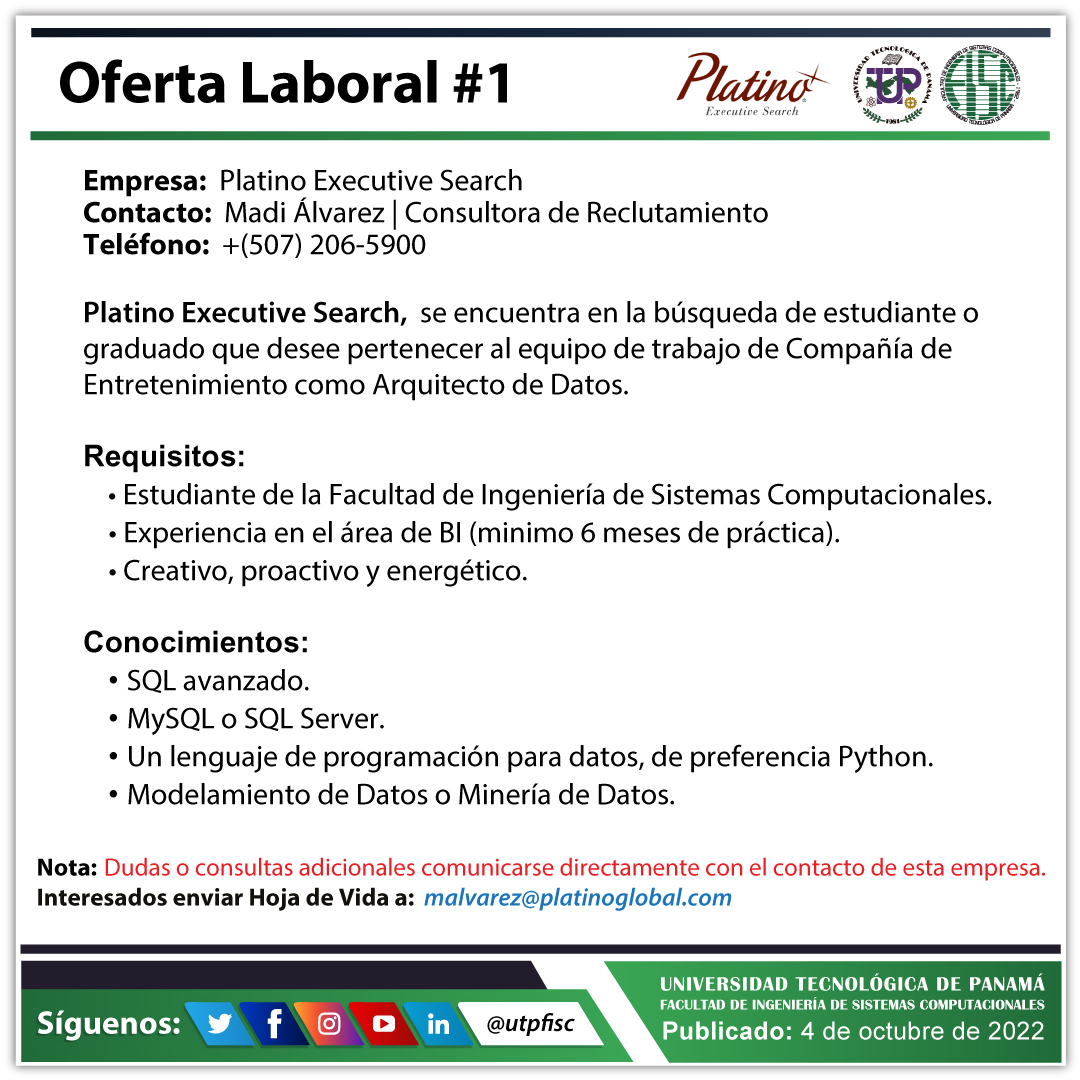 Oferta Laboral #1
Platino
Executive Search
UNIVERSIDAD TECNOLÓGICA DE PANAMÁ
UTP
1981
FISC
Empresa: Platino Executive Search
Contacto: Madi Álvarez | Consultora de Reclutamiento
Teléfono: +(507) 206-5900
Platino Executive Search, se encuentra en la búsqueda de estudiante o
graduado que desee pertenecer al equipo de trabajo de Compañía de
Entretenimiento como Arquitecto de Datos.
Requisitos:
• Estudiante de la Facultad de Ingeniería de Sistemas Computacionales.
• Experiencia en el área de BI (minimo 6 meses de práctica).
• Creativo, proactivo y energético.
Conocimientos:
• SQL avanzado.
• MySQL o SQL Server.
• Un lenguaje de programación para datos, de preferencia Python.
• Modelamiento de Datos o Minería de Datos.
Nota: Dudas o consultas adicionales comunicarse directamente con el contacto de esta empresa.
Interesados enviar Hoja de Vida a: malvarez@platinoglobal.com
Síguenos:
@utpfisc
UNIVERSIDAD TECNOLÓGICA DE PANAMÁ
FACULTAD DE INGENIERÍA DE SISTEMAS COMPUTACIONALES
Publicado: 4 de octubre de 2022